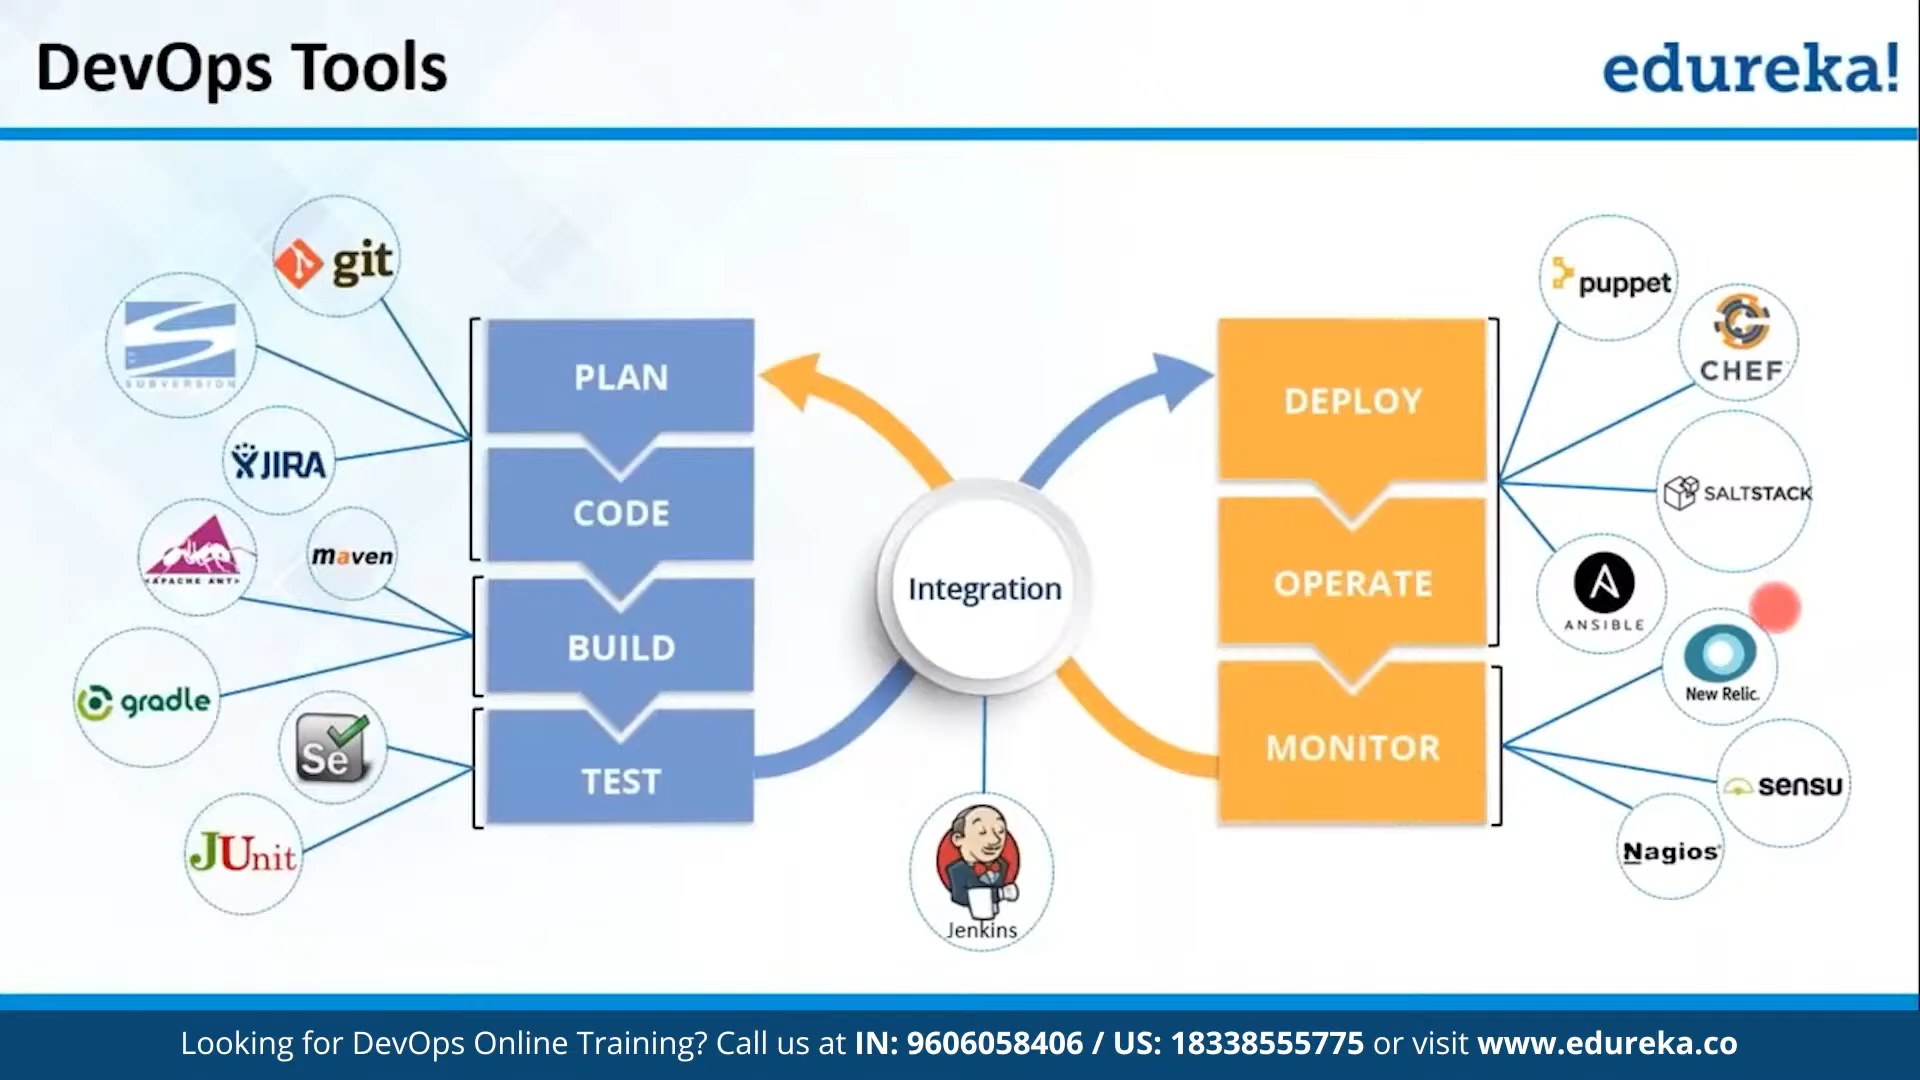 DevOps Tools
edureka!
git
SUBVERSION
JIRA
<APACHE ANT>
maven
gradle
Se
JUnit
PLAN
CODE
BUILD
TEST
Integration
Jenkins
DEPLOY
OPERATE
MONITOR
puppet
CHEF
SALTSTACK
A
ANSIBLE
New Relic.
sensu
Nagios®
Looking for DevOps Online Training? Call us at IN: 9606058406 / US: 18338555775 or visit www.edureka.co